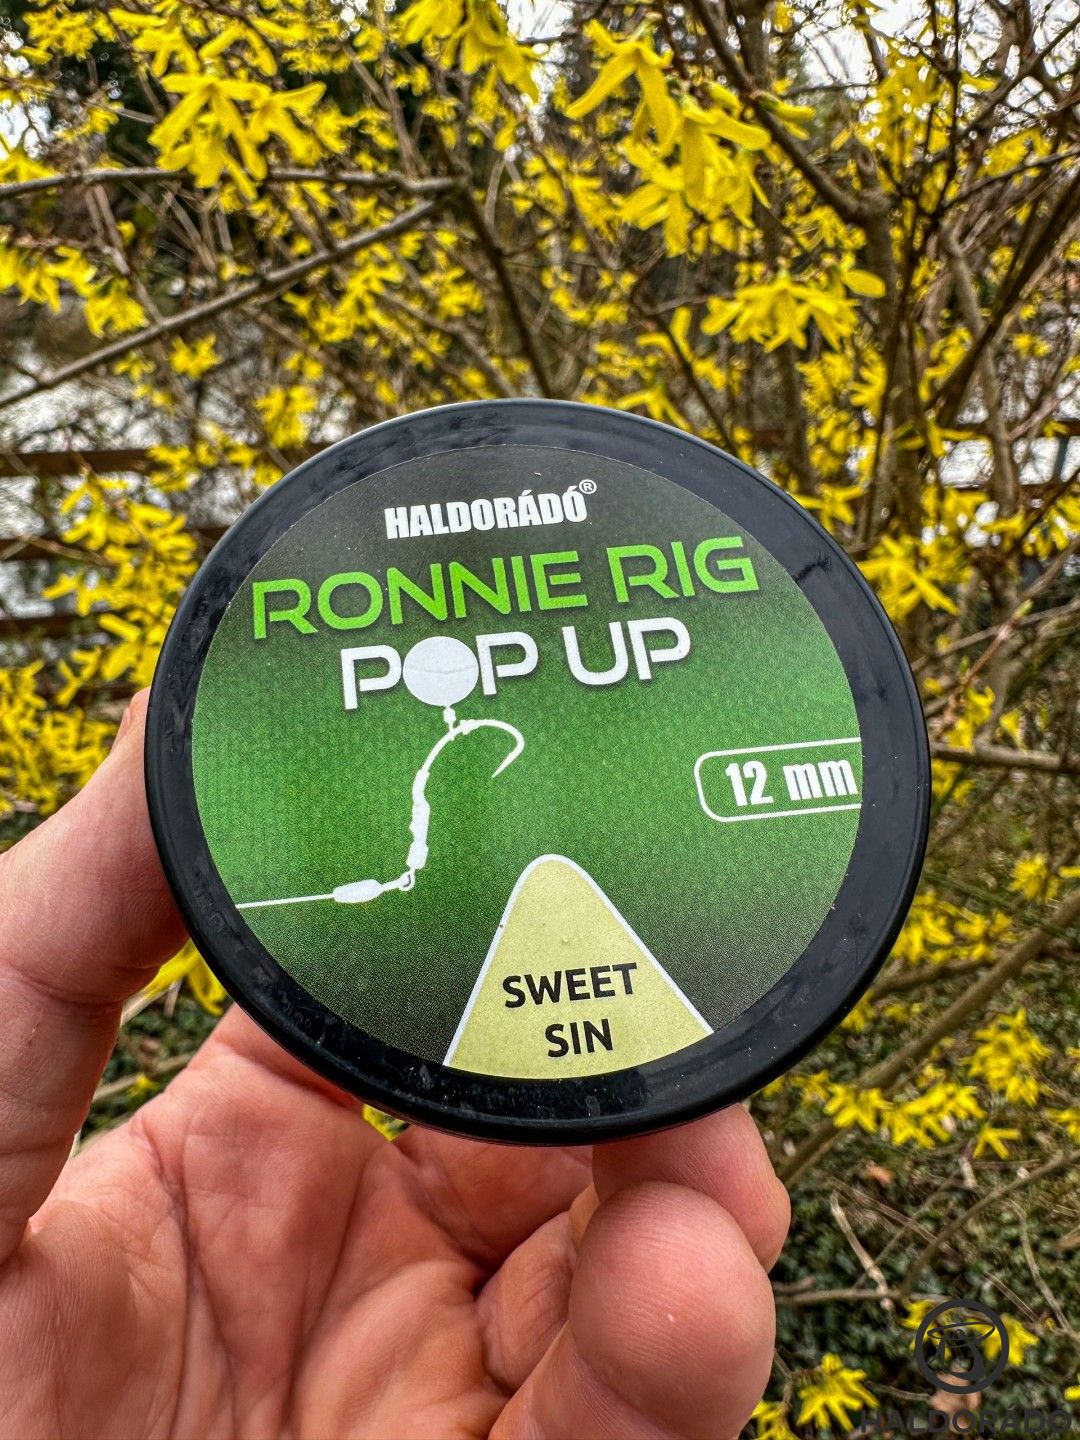 HALDORÁDÓ®
RONNIE RIG
POP UP
12 mm
SWEET
SIN
HALDORÁDÓ